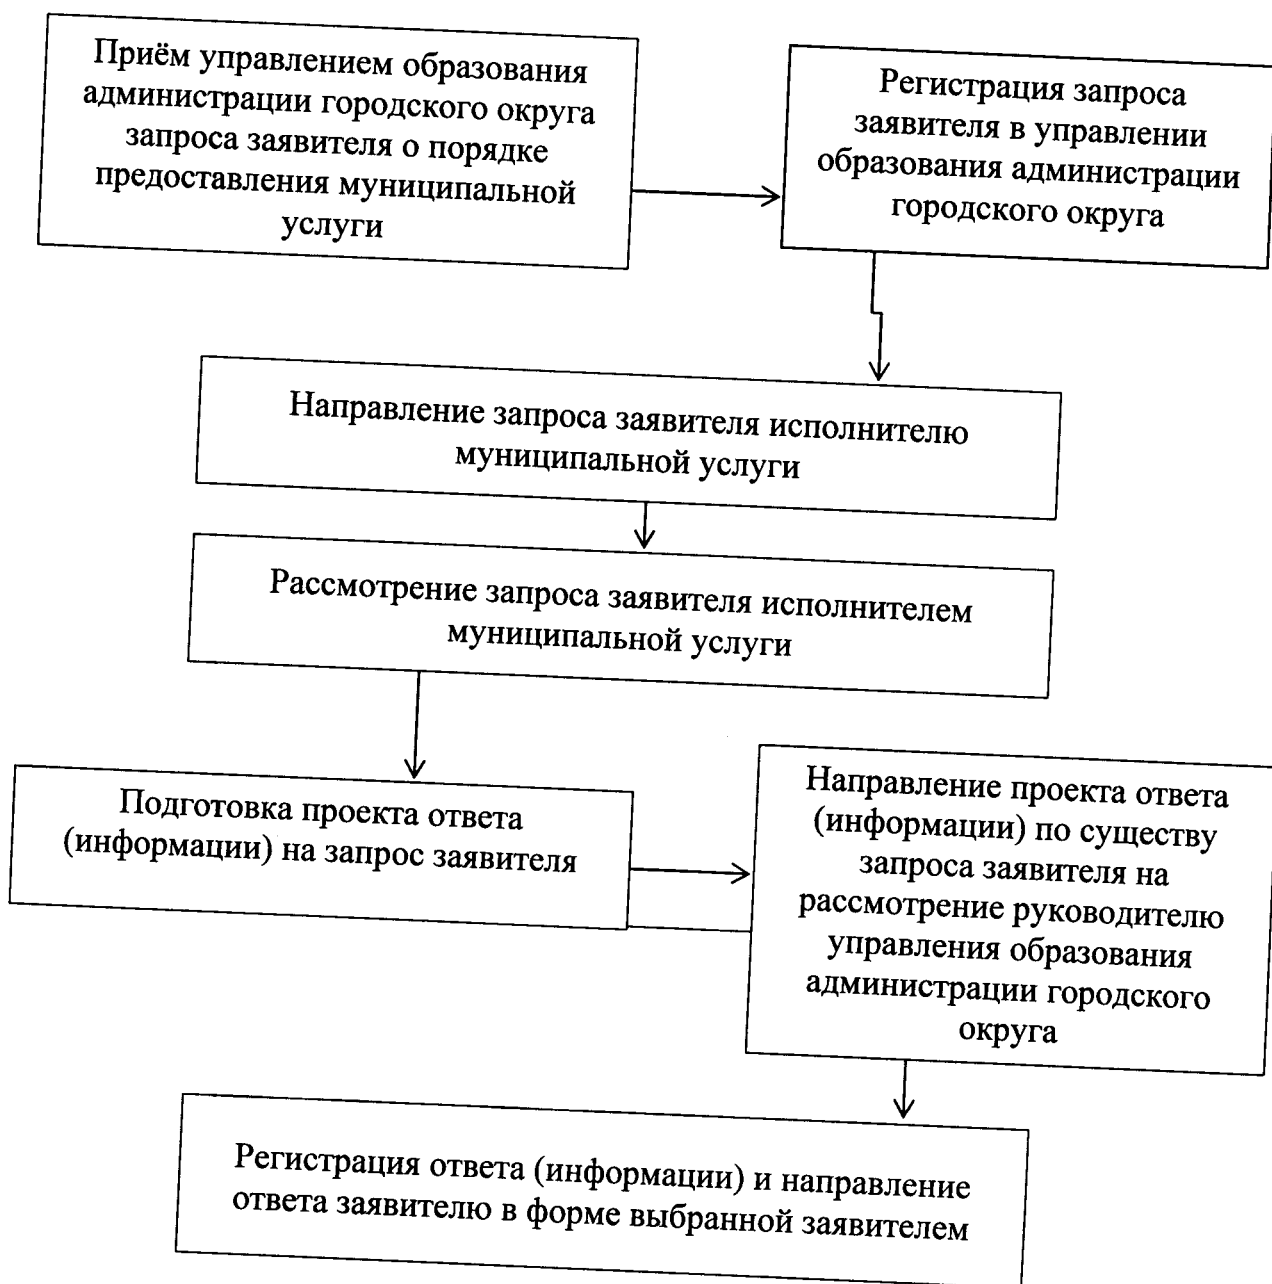 Приём управлением образования
администрации городского округа
запроса заявителя о порядке
предоставления муниципальной
услуги
Регистрация запроса
заявителя в управлении
образования администрации
городского округа
Направление запроса заявителя исполнителю
муниципальной услуги
Рассмотрение запроса заявителя исполнителем
муниципальной услуги
Подготовка проекта ответа
(информации) на запрос заявителя
Направление проекта ответа
(информации) по существу
запроса заявителя на
рассмотрение руководителю
управления образования
администрации городского
округа
Регистрация ответа (информации) и направление
ответа заявителю в форме выбранной заявителем